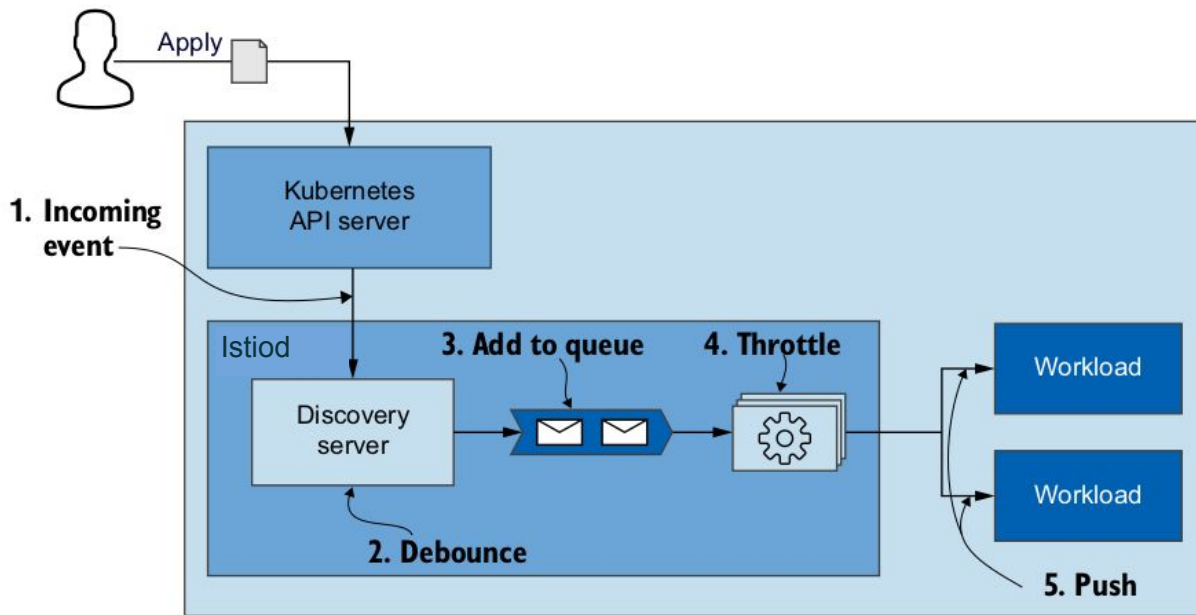 Apply
Kubernetes
API server
1. Incoming
event
Istiod
3. Add to queue
4. Throttle
Workload
Discovery
server
Workload
2. Debounce
5. Push